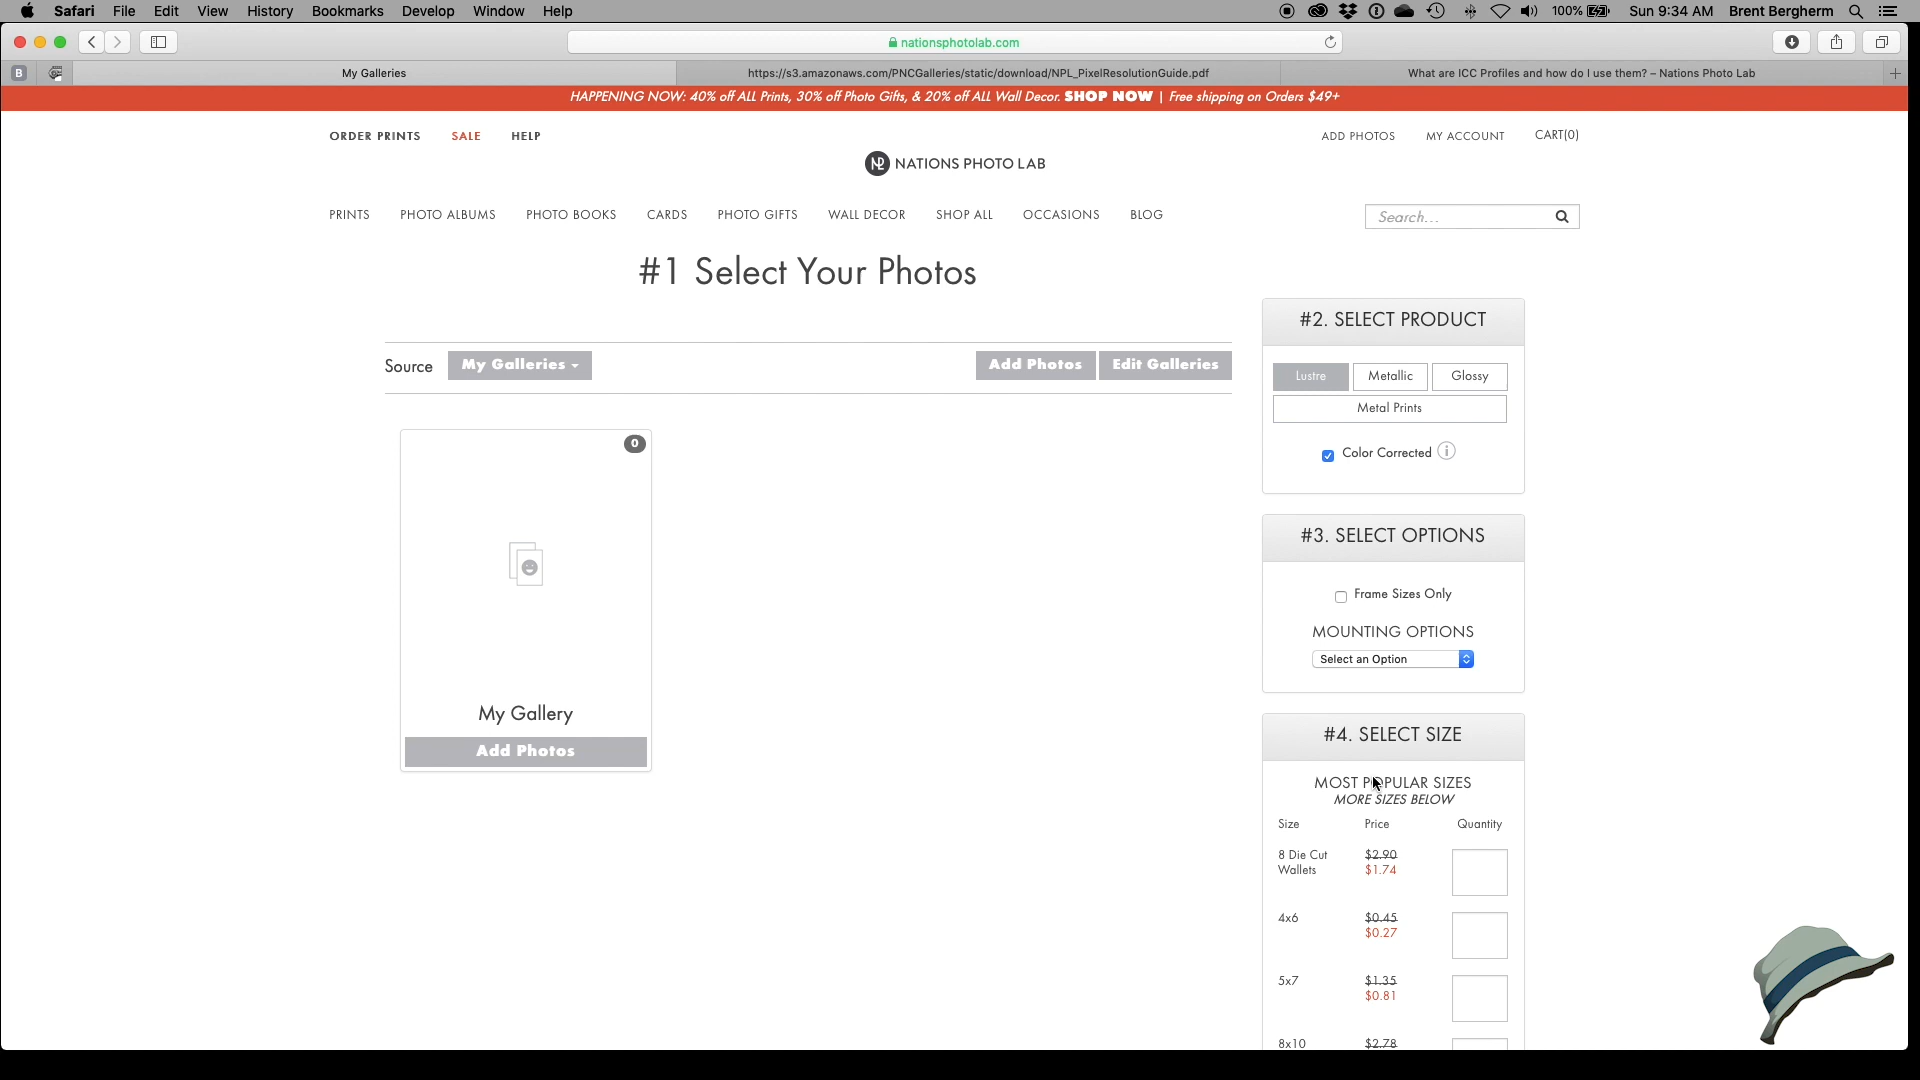 Safari File Edit View History Bookmarks Develop Window Help 100% Sun 9:34 AM Brent Bergherm
nationsphotolab.com
B My Galleries https://s3.amazonaws.com/PNCGalleries/static/download/NPL_PixelResolutionGuide.pdf What are ICC Profiles and how do I use them? – Nations Photo Lab
HAPPENING NOW: 40% off ALL Prints, 30% off Photo Gifts, & 20% off ALL Wall Decor. SHOP NOW | Free shipping on Orders $49+
ORDER PRINTS SALE HELP ADD PHOTOS MY ACCOUNT CART(0)
NATIONS PHOTO LAB
PRINTS PHOTO ALBUMS PHOTO BOOKS CARDS PHOTO GIFTS WALL DECOR SHOP ALL OCCASIONS BLOG Search...
#1 Select Your Photos
Source My Galleries Add Photos Edit Galleries
0
My Gallery
Add Photos
#2. SELECT PRODUCT
Lustre Metallic Glossy
Metal Prints
Color Corrected i
#3. SELECT OPTIONS
Frame Sizes Only
MOUNTING OPTIONS
Select an Option
#4. SELECT SIZE
MOST POPULAR SIZES
MORE SIZES BELOW
Size Price Quantity
8 Die Cut $2.90
Wallets $1.74
4x6 $0.45
$0.27
5x7 $1.35
$0.81
8x10 $2.78